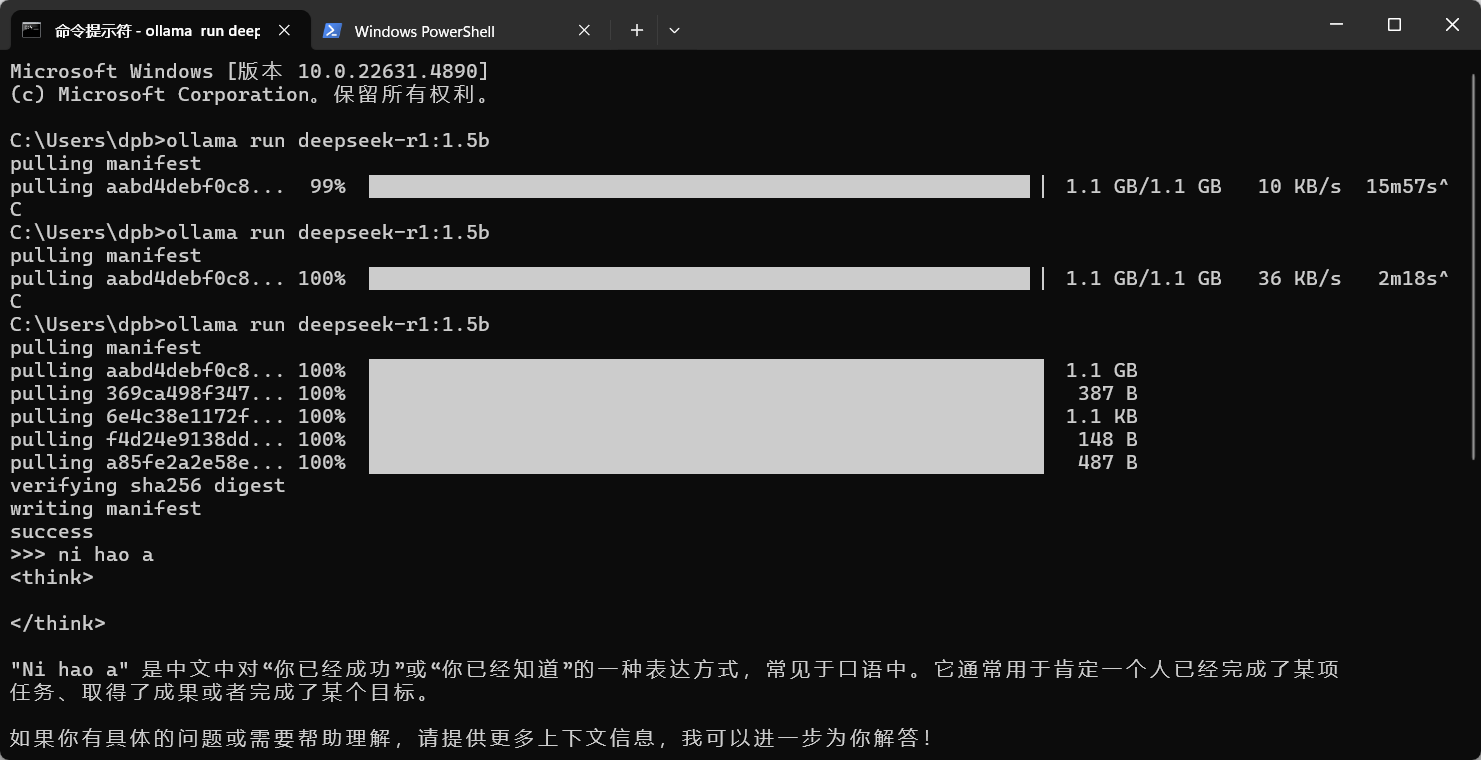 命令提示符 - ollama  run deep
Windows PowerShell
Microsoft Windows [版本 10.0.22631.4890]
(c) Microsoft Corporation。保留所有权利。
C:\Users\dpb>ollama run deepseek-r1:1.5b
pulling manifest
pulling aabd4debf0c8...  99%  1.1 GB/1.1 GB   10 KB/s  15m57s^
C
C:\Users\dpb>ollama run deepseek-r1:1.5b
pulling manifest
pulling aabd4debf0c8... 100%  1.1 GB/1.1 GB   36 KB/s   2m18s^
C
C:\Users\dpb>ollama run deepseek-r1:1.5b
pulling manifest
pulling aabd4debf0c8... 100%  1.1 GB
pulling 369ca498f347... 100%  387 B
pulling 6e4c38e1172f... 100%  1.1 KB
pulling f4d24e9138dd... 100%  148 B
pulling a85fe2a2e58e... 100%  487 B
verifying sha256 digest
writing manifest
success
>>> ni hao a
<think>
</think>
"Ni hao a" 是中文中对“你已经成功”或“你已经知道”的一种表达方式，常见于口语中。它通常用于肯定一个人已经完成了某项
任务、取得了成果或者完成了某个目标。
如果你有具体的问题或需要帮助理解，请提供更多上下文信息，我可以进一步为你解答！